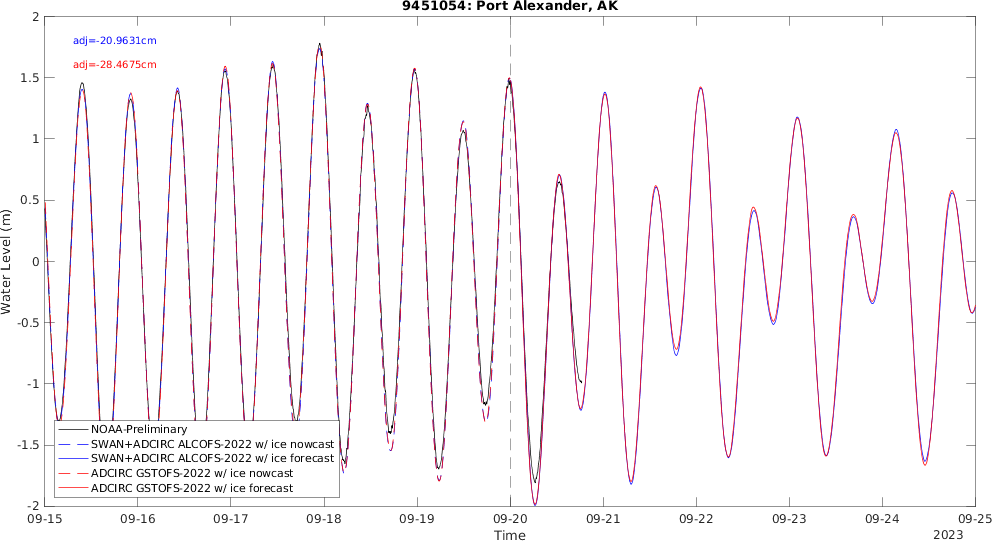 9451054: Port Alexander, AK
adj=-20.9631cm
adj=-28.4675cm
2
1.5
1
0.5
0
-0.5
-1
-1.5
-2
Water Level (m)
NOAA-Preliminary
SWAN+ADCIRC ALCOFS-2022 w/ ice nowcast
SWAN+ADCIRC ALCOFS-2022 w/ ice forecast
ADCIRC GSTOFS-2022 w/ ice nowcast
ADCIRC GSTOFS-2022 w/ ice forecast
09-15 09-16 09-17 09-18 09-19 09-20 09-21 09-22 09-23 09-24 09-25
Time
2023